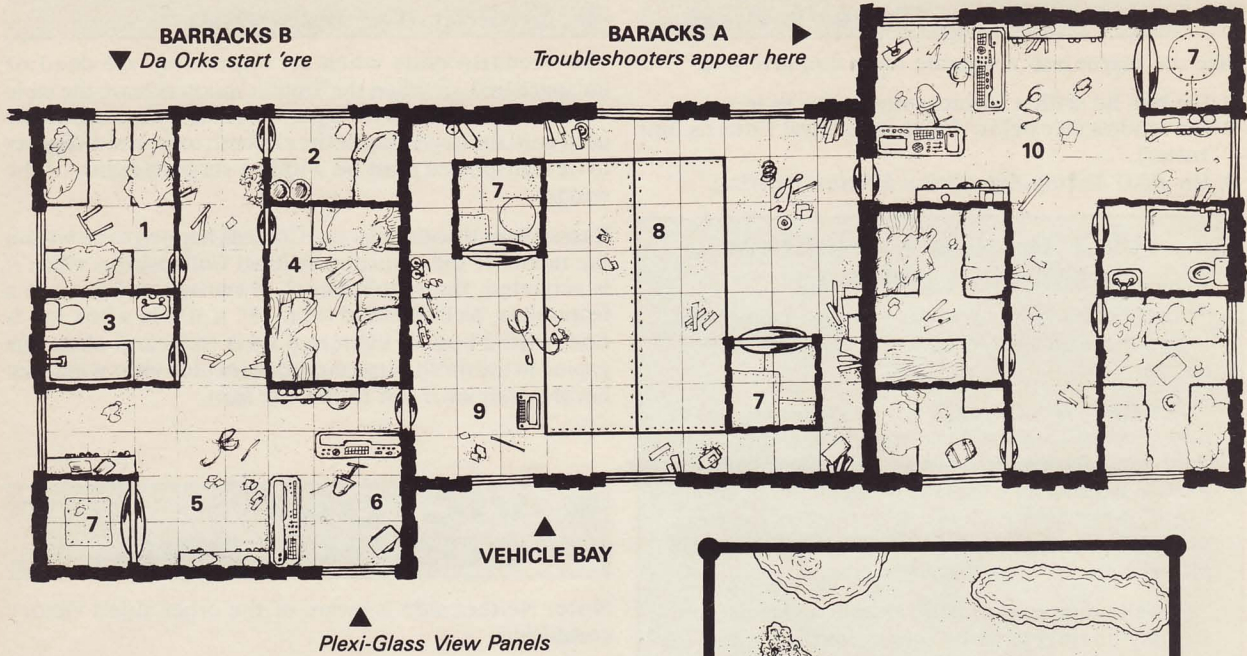 BARRACKS B
Da Orks start 'ere
BARACKS A
Troubleshooters appear here
7
10
2
1
7
8
4
3
7
9
5
6
7
VEHICLE BAY
Plexi-Glass View Panels